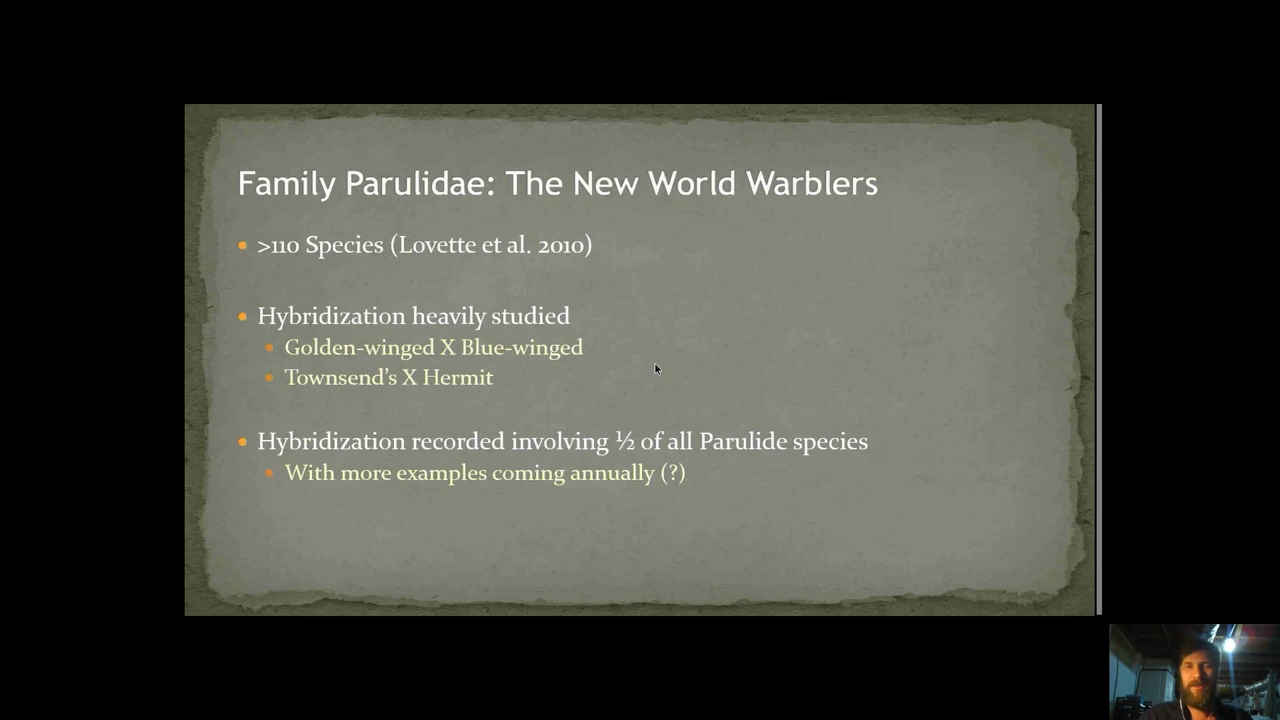 Family Parulidae: The New World Warblers
>110 Species (Lovette et al. 2010)
Hybridization heavily studied
Golden-winged X Blue-winged
Townsend's X Hermit
Hybridization recorded involving ½ of all Parulide species
With more examples coming annually (?)